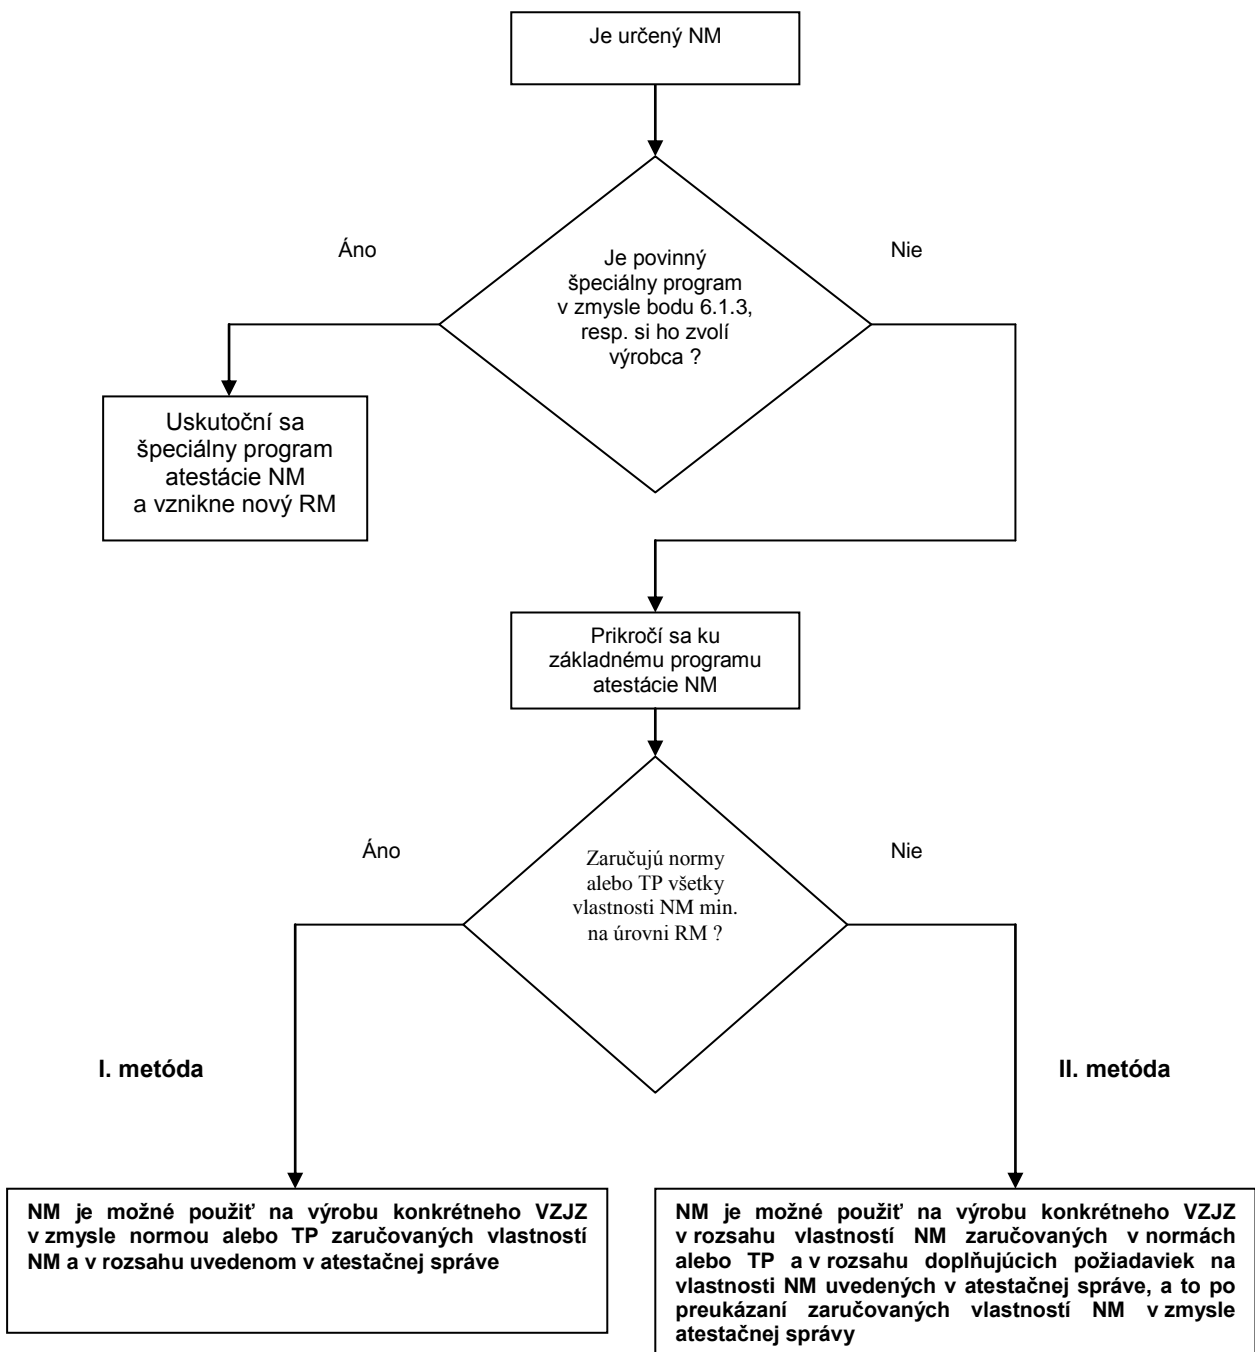 Je určený NM
Áno
Nie
Je povinný
špeciálny program
v zmysle bodu 6.1.3,
resp. si ho zvolí
výrobca ?
Uskutoční sa
špeciálny program
atestácie NM
a vznikne nový RM
Prikročí sa ku
základnému programu
atestácie NM
Áno
Nie
Zaručujú normy
alebo TP všetky
vlastnosti NM min.
na úrovni RM ?
I. metóda
II. metóda
NM je možné použiť na výrobu konkrétneho VZJZ
v zmysle normou alebo TP zaručovaných vlastností
NM a v rozsahu uvedenom v atestačnej správe
NM je možné použiť na výrobu konkrétneho VZJZ
v rozsahu vlastností NM zaručovaných v normách
alebo TP a v rozsahu doplňujúcich požiadaviek na
vlastnosti NM uvedených v atestačnej správe, a to po
preukázaní zaručovaných vlastností NM v zmysle
atestačnej správy